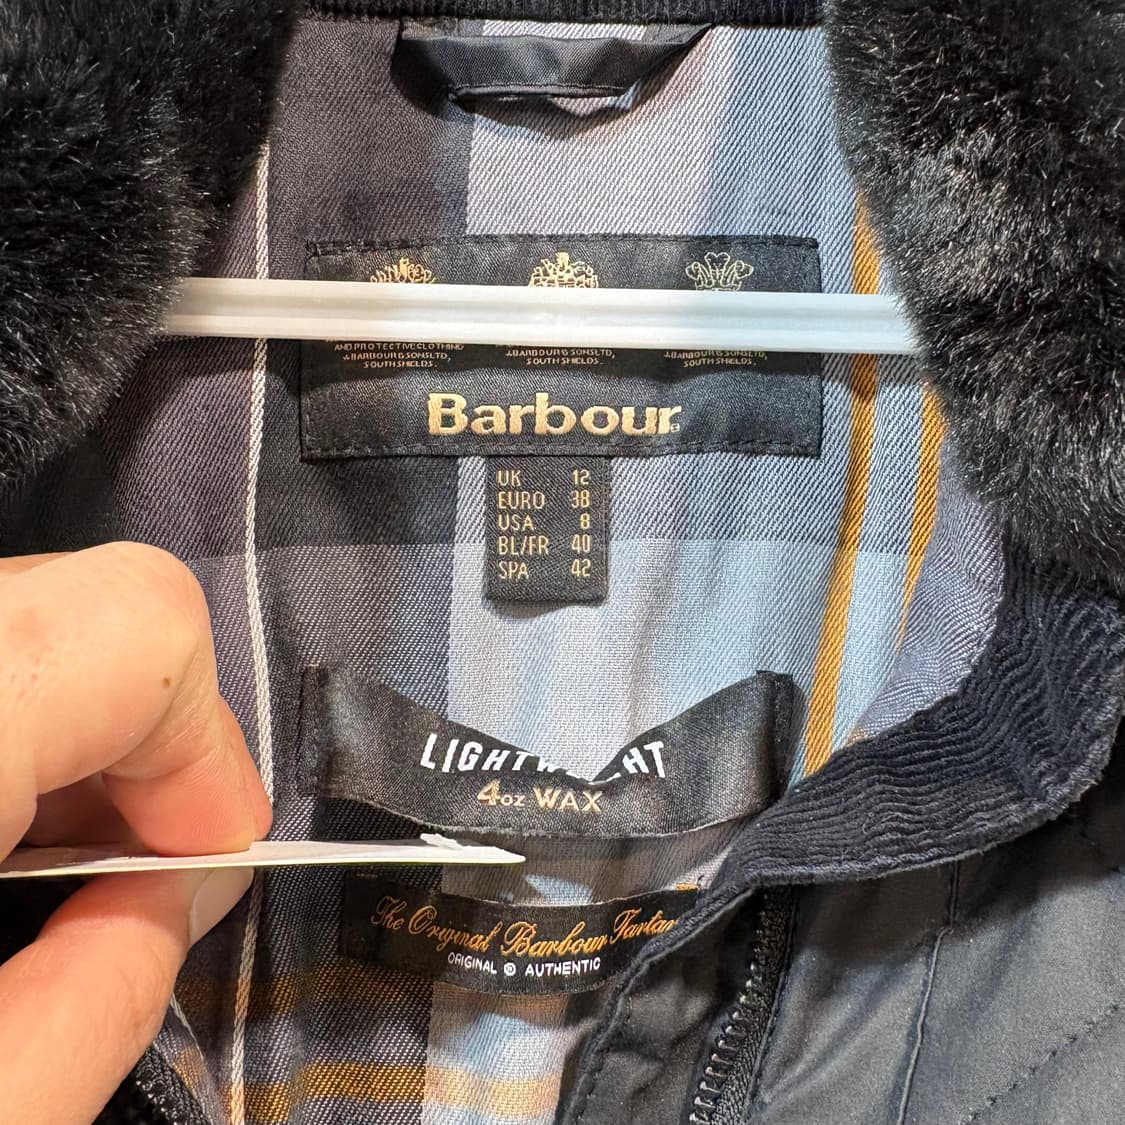 AND PROTECTIVE CLOTHING
J.BARBOUR & SONS LTD, J.BARBOUR & SONS LTD, J.BARBOUR & SONS LTD,
SOUTH SHIELDS. SOUTH SHIELDS. SOUTH SHIELDS.
Barbour
UK 12
EURO 38
USA 8
BL/FR 40
SPA 42
4oz WAX
The Original Barbour Tartan
ORIGINAL AUTHENTIC